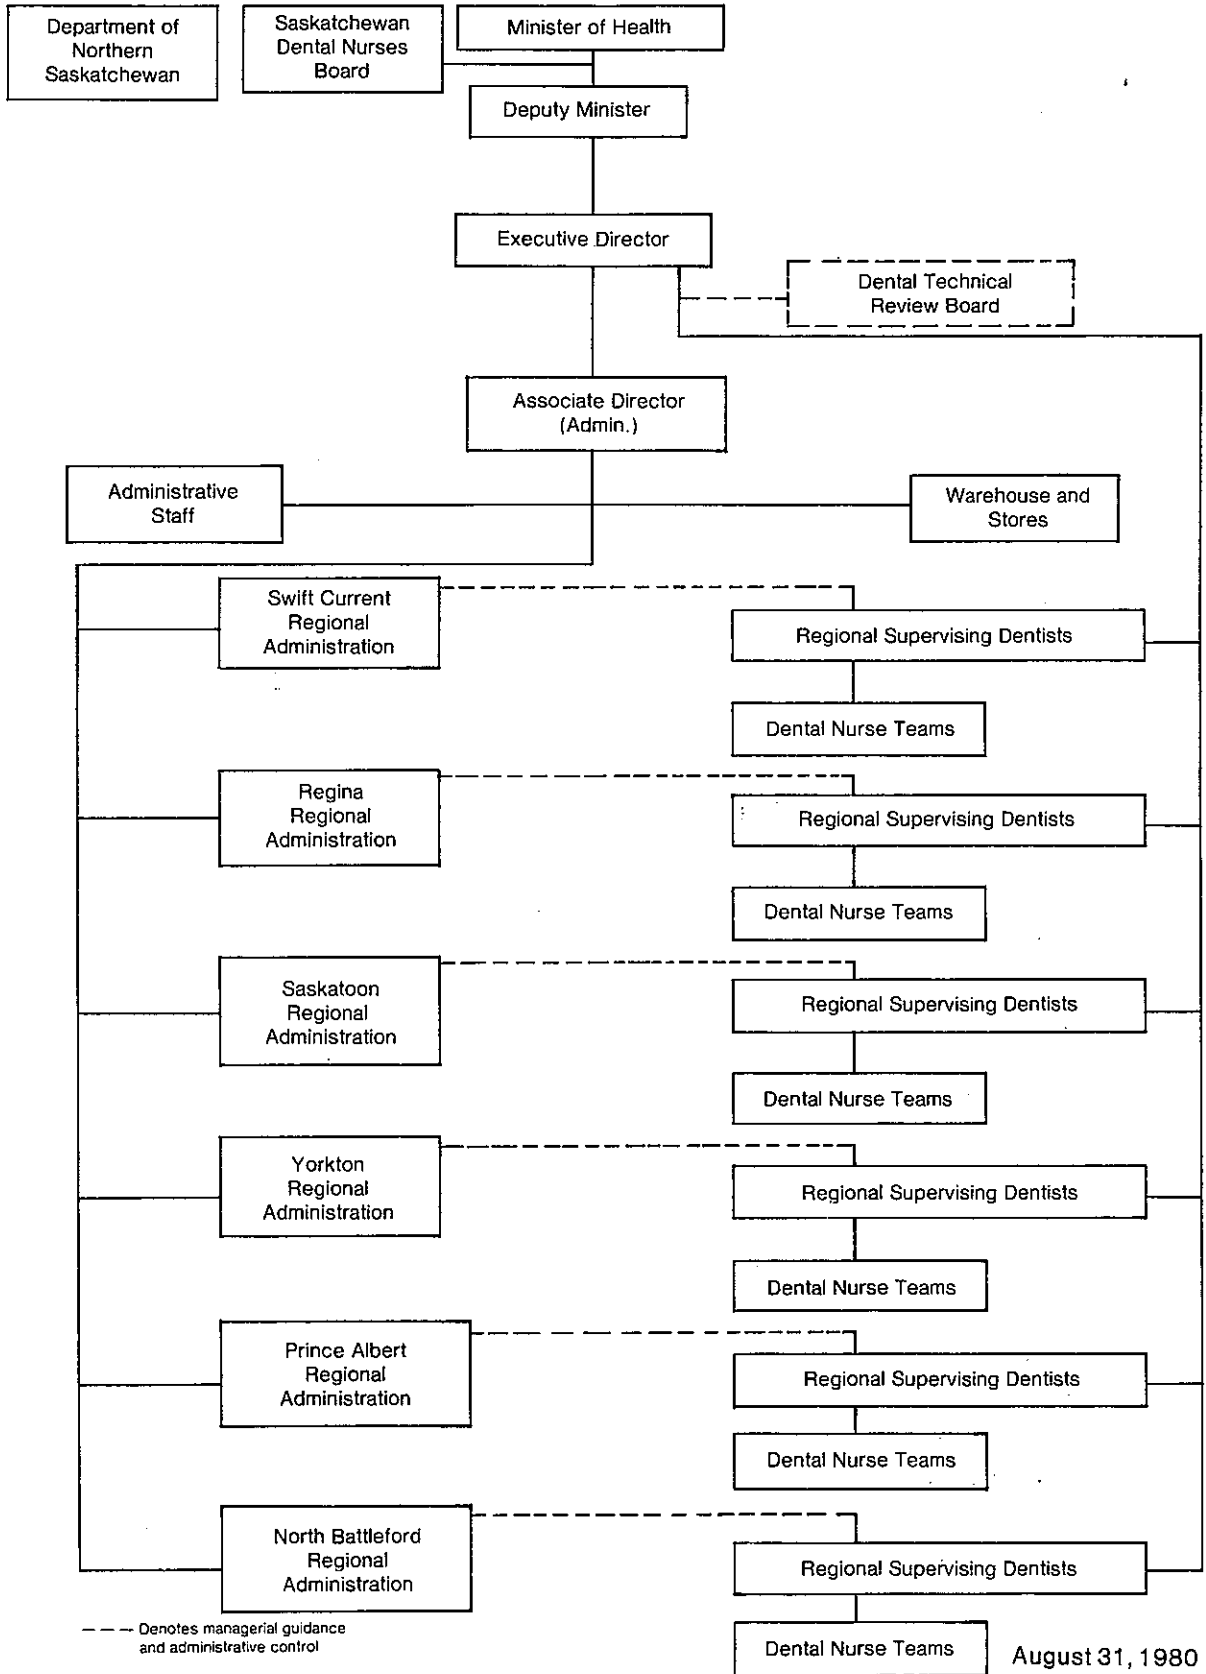 Department of
Northern
Saskatchewan
Saskatchewan
Dental Nurses
Board
Minister of Health
Deputy Minister
Executive Director
Dental Technical
Review Board
Associate Director
(Admin.)
Administrative
Staff
Warehouse and
Stores
Swift Current
Regional
Administration
Regional Supervising Dentists
Dental Nurse Teams
Regina
Regional
Administration
Regional Supervising Dentists
Dental Nurse Teams
Saskatoon
Regional
Administration
Regional Supervising Dentists
Dental Nurse Teams
Yorkton
Regional
Administration
Regional Supervising Dentists
Dental Nurse Teams
Prince Albert
Regional
Administration
Regional Supervising Dentists
Dental Nurse Teams
North Battleford
Regional
Administration
Regional Supervising Dentists
Dental Nurse Teams
Denotes managerial guidance
and administrative control
August 31, 1980